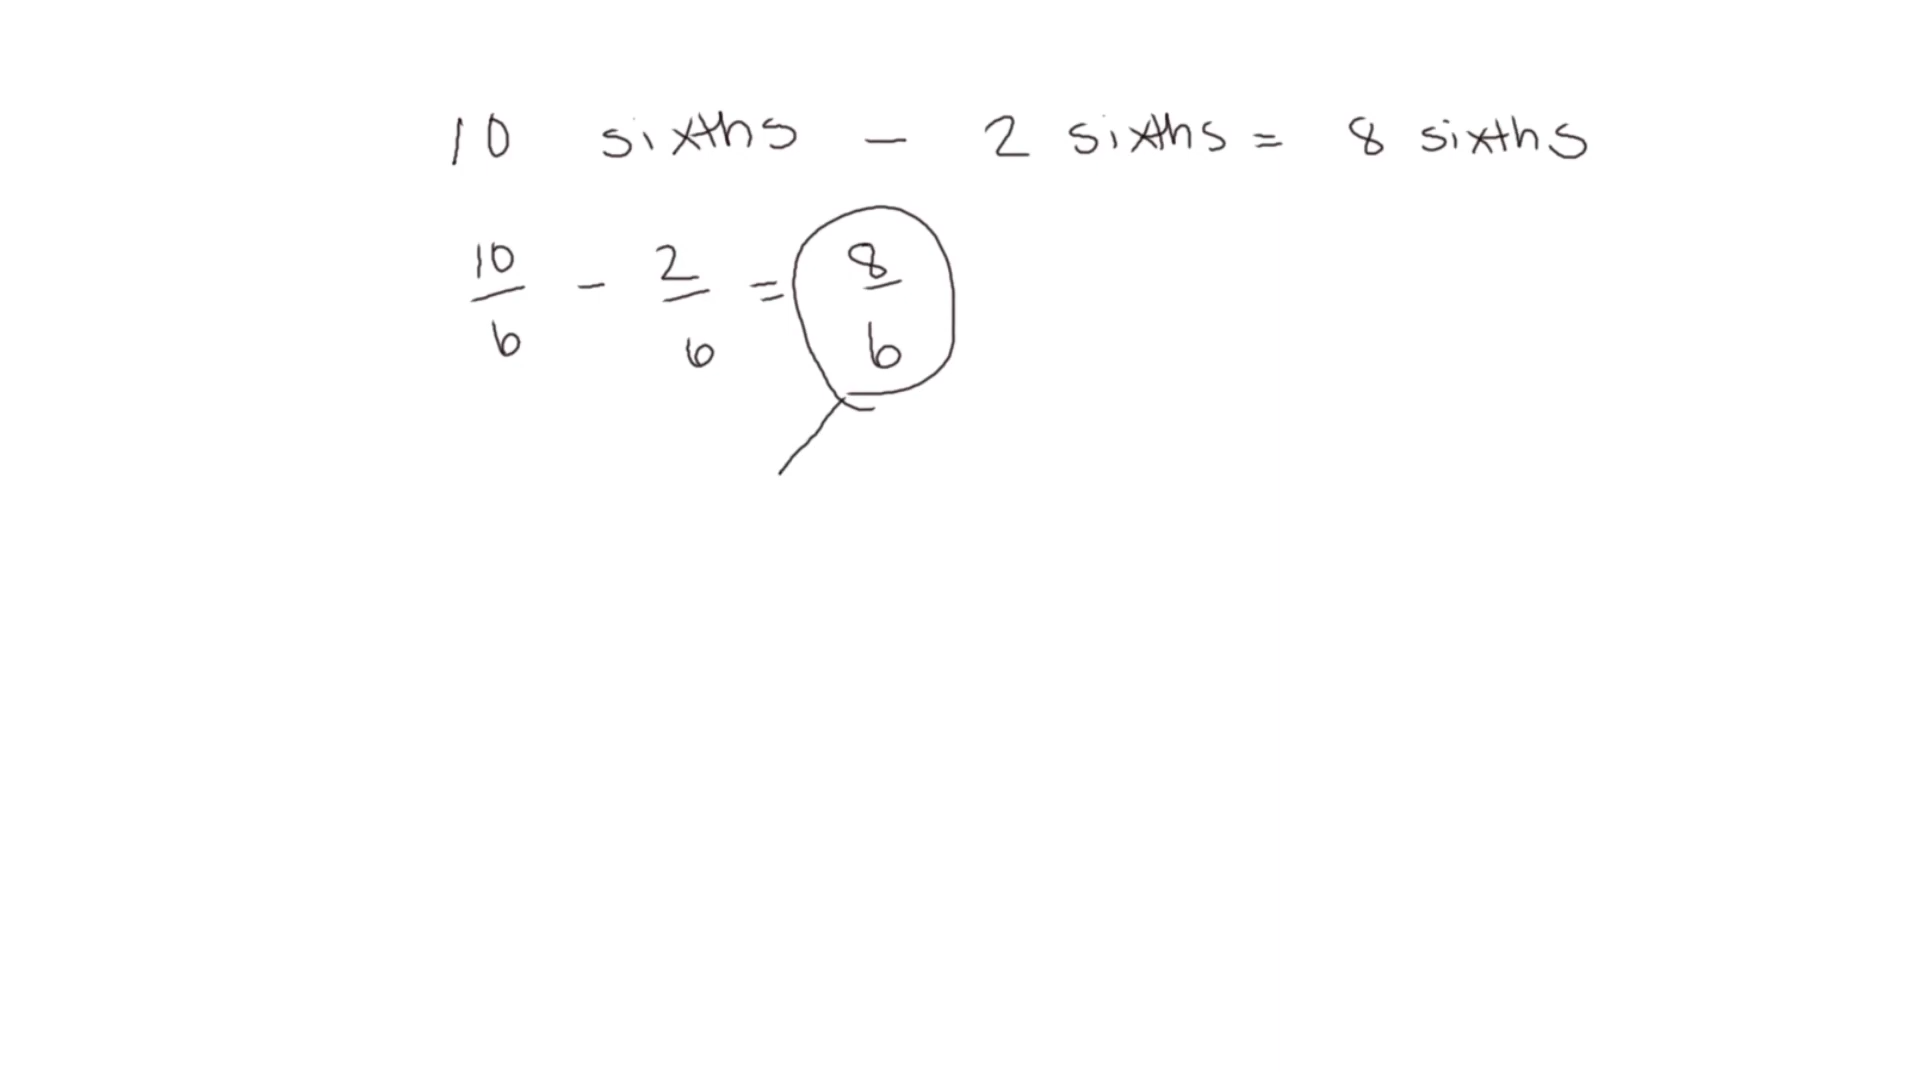 10 sixths - 2 sixths = 8 sixths
10/6 - 2/6 = 8/6